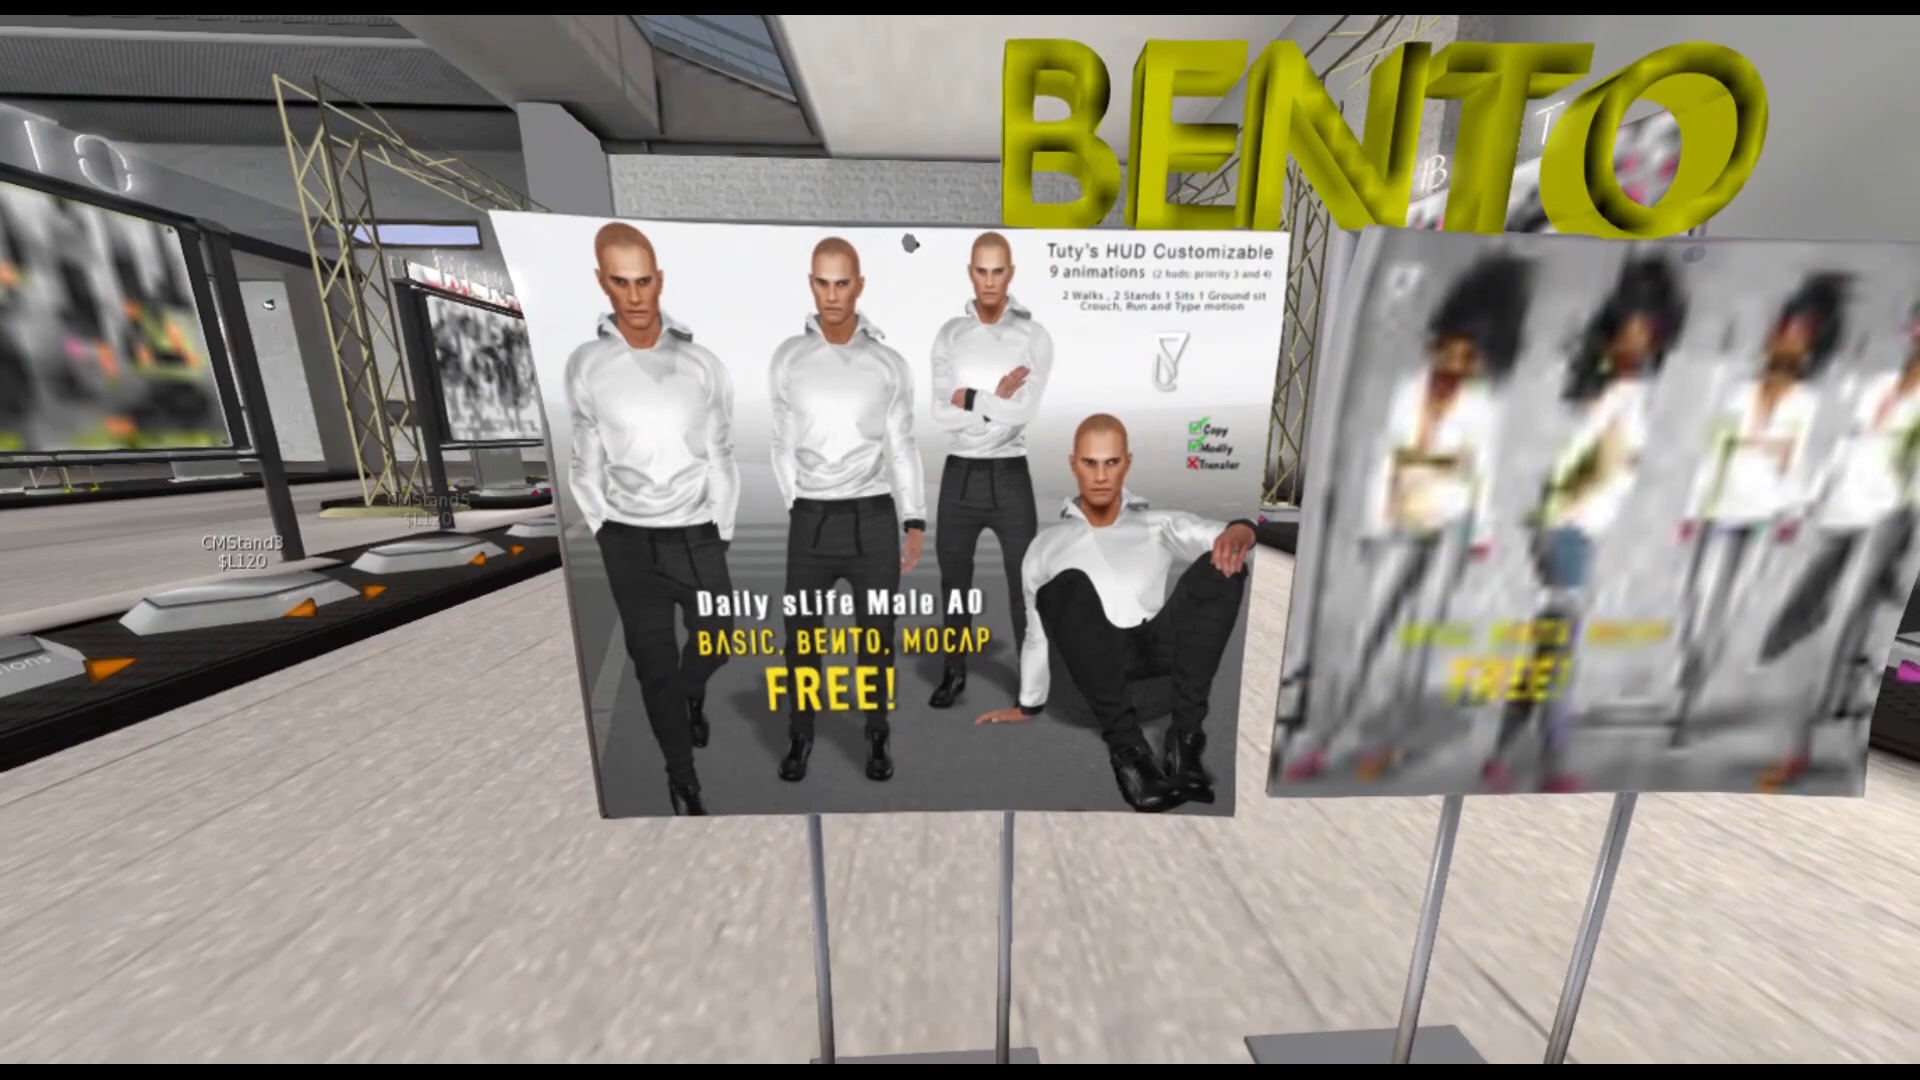 BENTO
Tuty's HUD Customizable
9 animations (2 huds: priority 3 and 4)
2 Walks , 2 Stands 1 Sits 1 Ground sit
Crouch, Run and Type motion
Copy
Modify
Transfer
CMStand5
$L120
CMStand3
$L120
Daily sLife Male AO
BASIC, BENTO, MOCAP
FREE!
FREE!